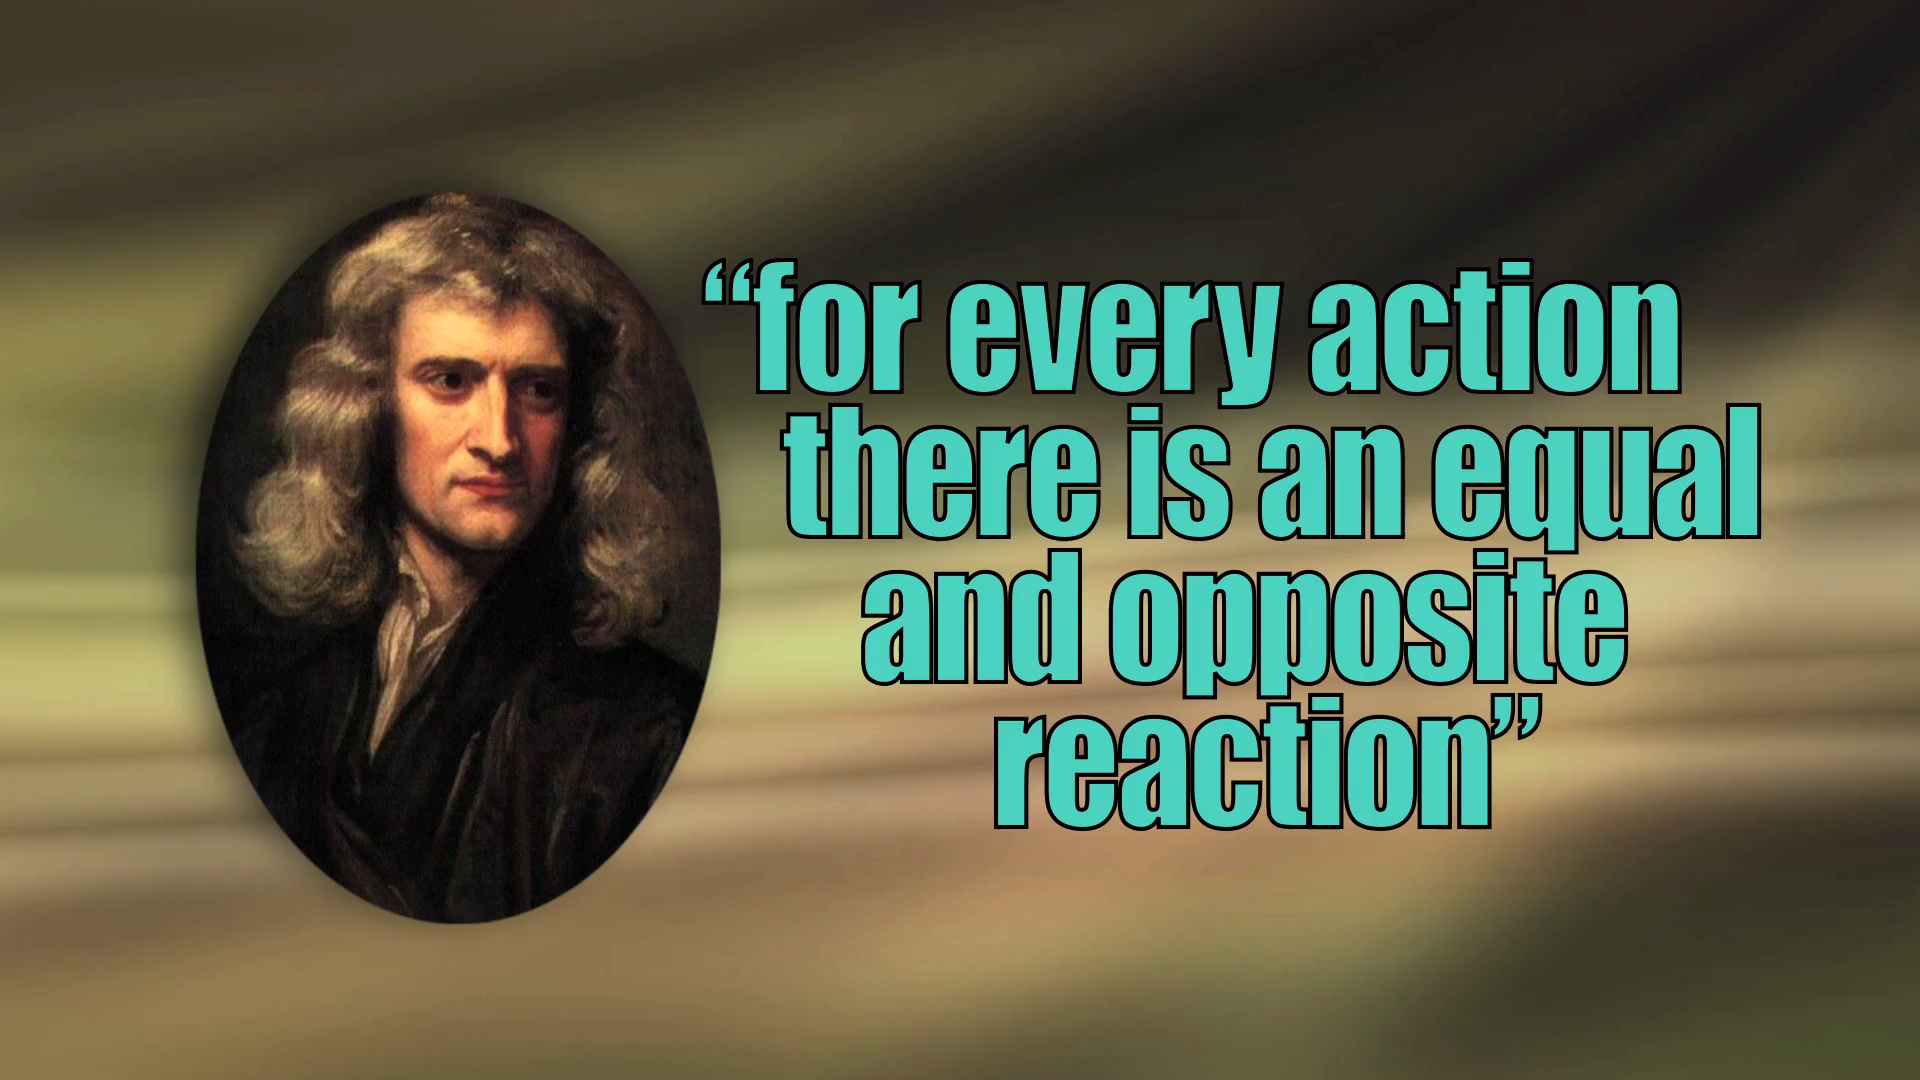 “for every action
there is an equal
and opposite
reaction”